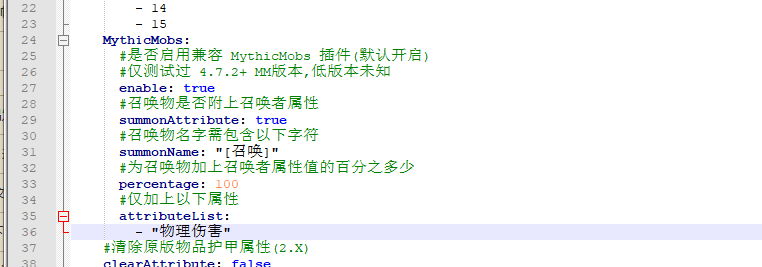 22 - 14
23 - 15
24 MythicMobs:
25 #是否启用兼容 MythicMobs 插件(默认开启)
26 #仅测试过 4.7.2+ MM版本,低版本未知
27 enable: true
28 #召唤物是否附上召唤者属性
29 summonAttribute: true
30 #召唤物名字需包含以下字符
31 summonName: "[召唤]"
32 #为召唤物加上召唤者属性值的百分之多少
33 percentage: 100
34 #仅加上以下属性
35 attributeList:
36 - "物理伤害"
37 #清除原版物品护甲属性(2.X)
38 clearAttribute: false